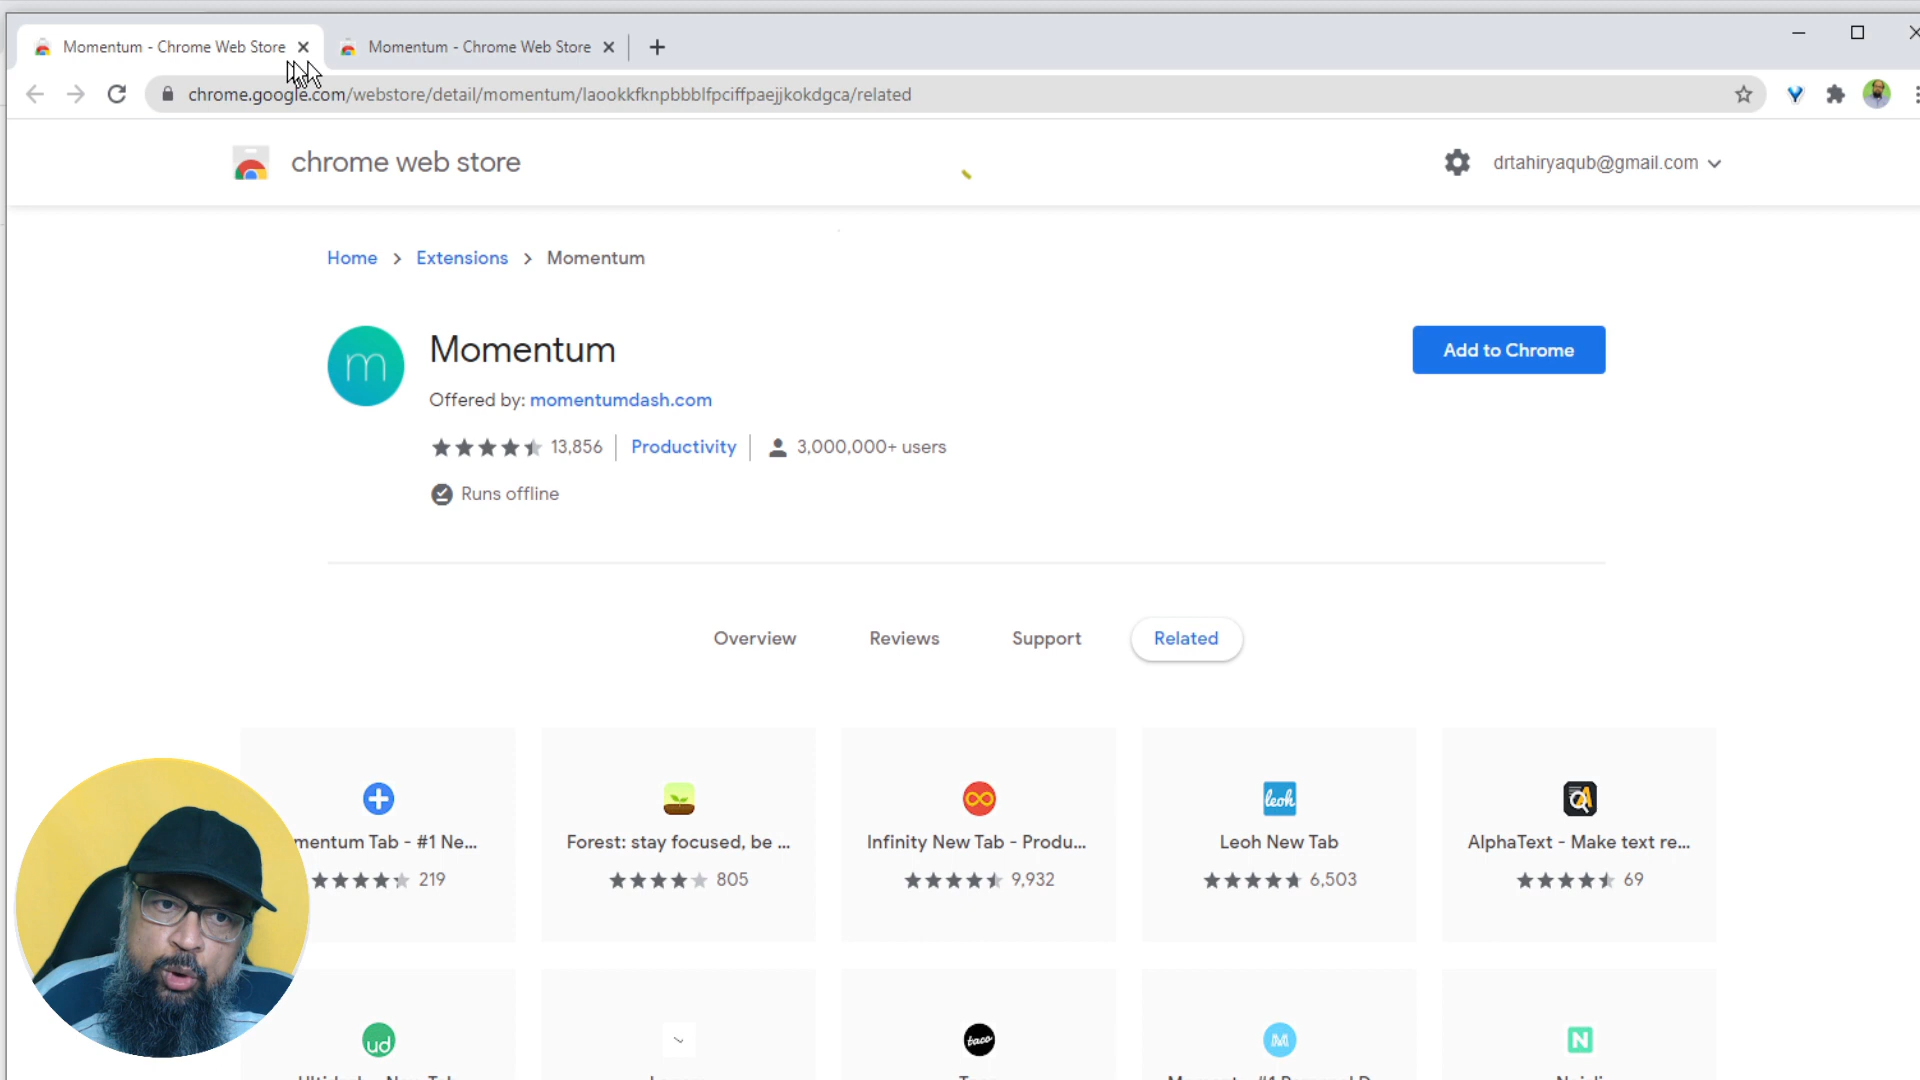 Momentum - Chrome Web Store
Momentum - Chrome Web Store
chrome.google.com/webstore/detail/momentum/laookkfknpbbblfpciffpaejjkokdgca/related
chrome web store
drtahiryaqub@gmail.com
Home > Extensions > Momentum
m
Momentum
Add to Chrome
Offered by: momentumdash.com
13,856
Productivity
3,000,000+ users
Runs offline
Overview
Reviews
Support
Related
leoh
mentum Tab - #1 Ne...
Forest: stay focused, be ...
Infinity New Tab - Produ...
Leoh New Tab
AlphaText - Make text re...
219
805
9,932
6,503
69
ud
taco
M
N